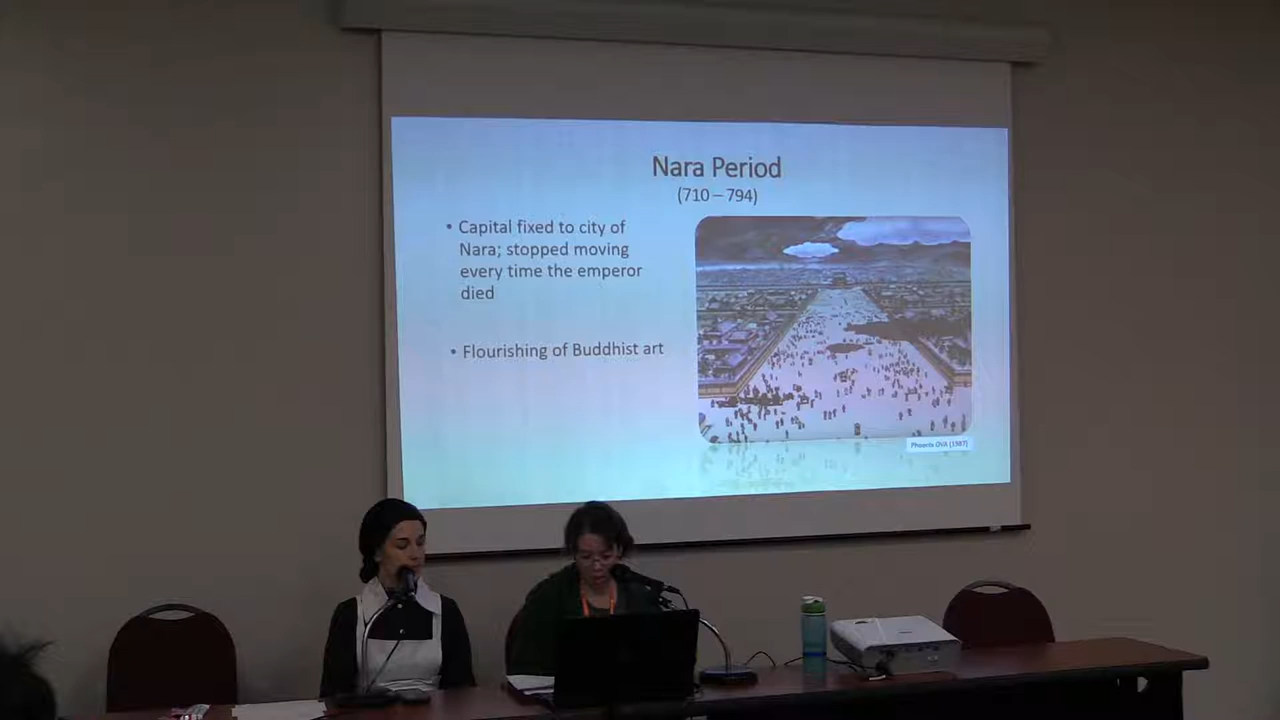 Nara Period
(710 – 794)
• Capital fixed to city of
Nara; stopped moving
every time the emperor
died
• Flourishing of Buddhist art
Phoenix OVA (1987)